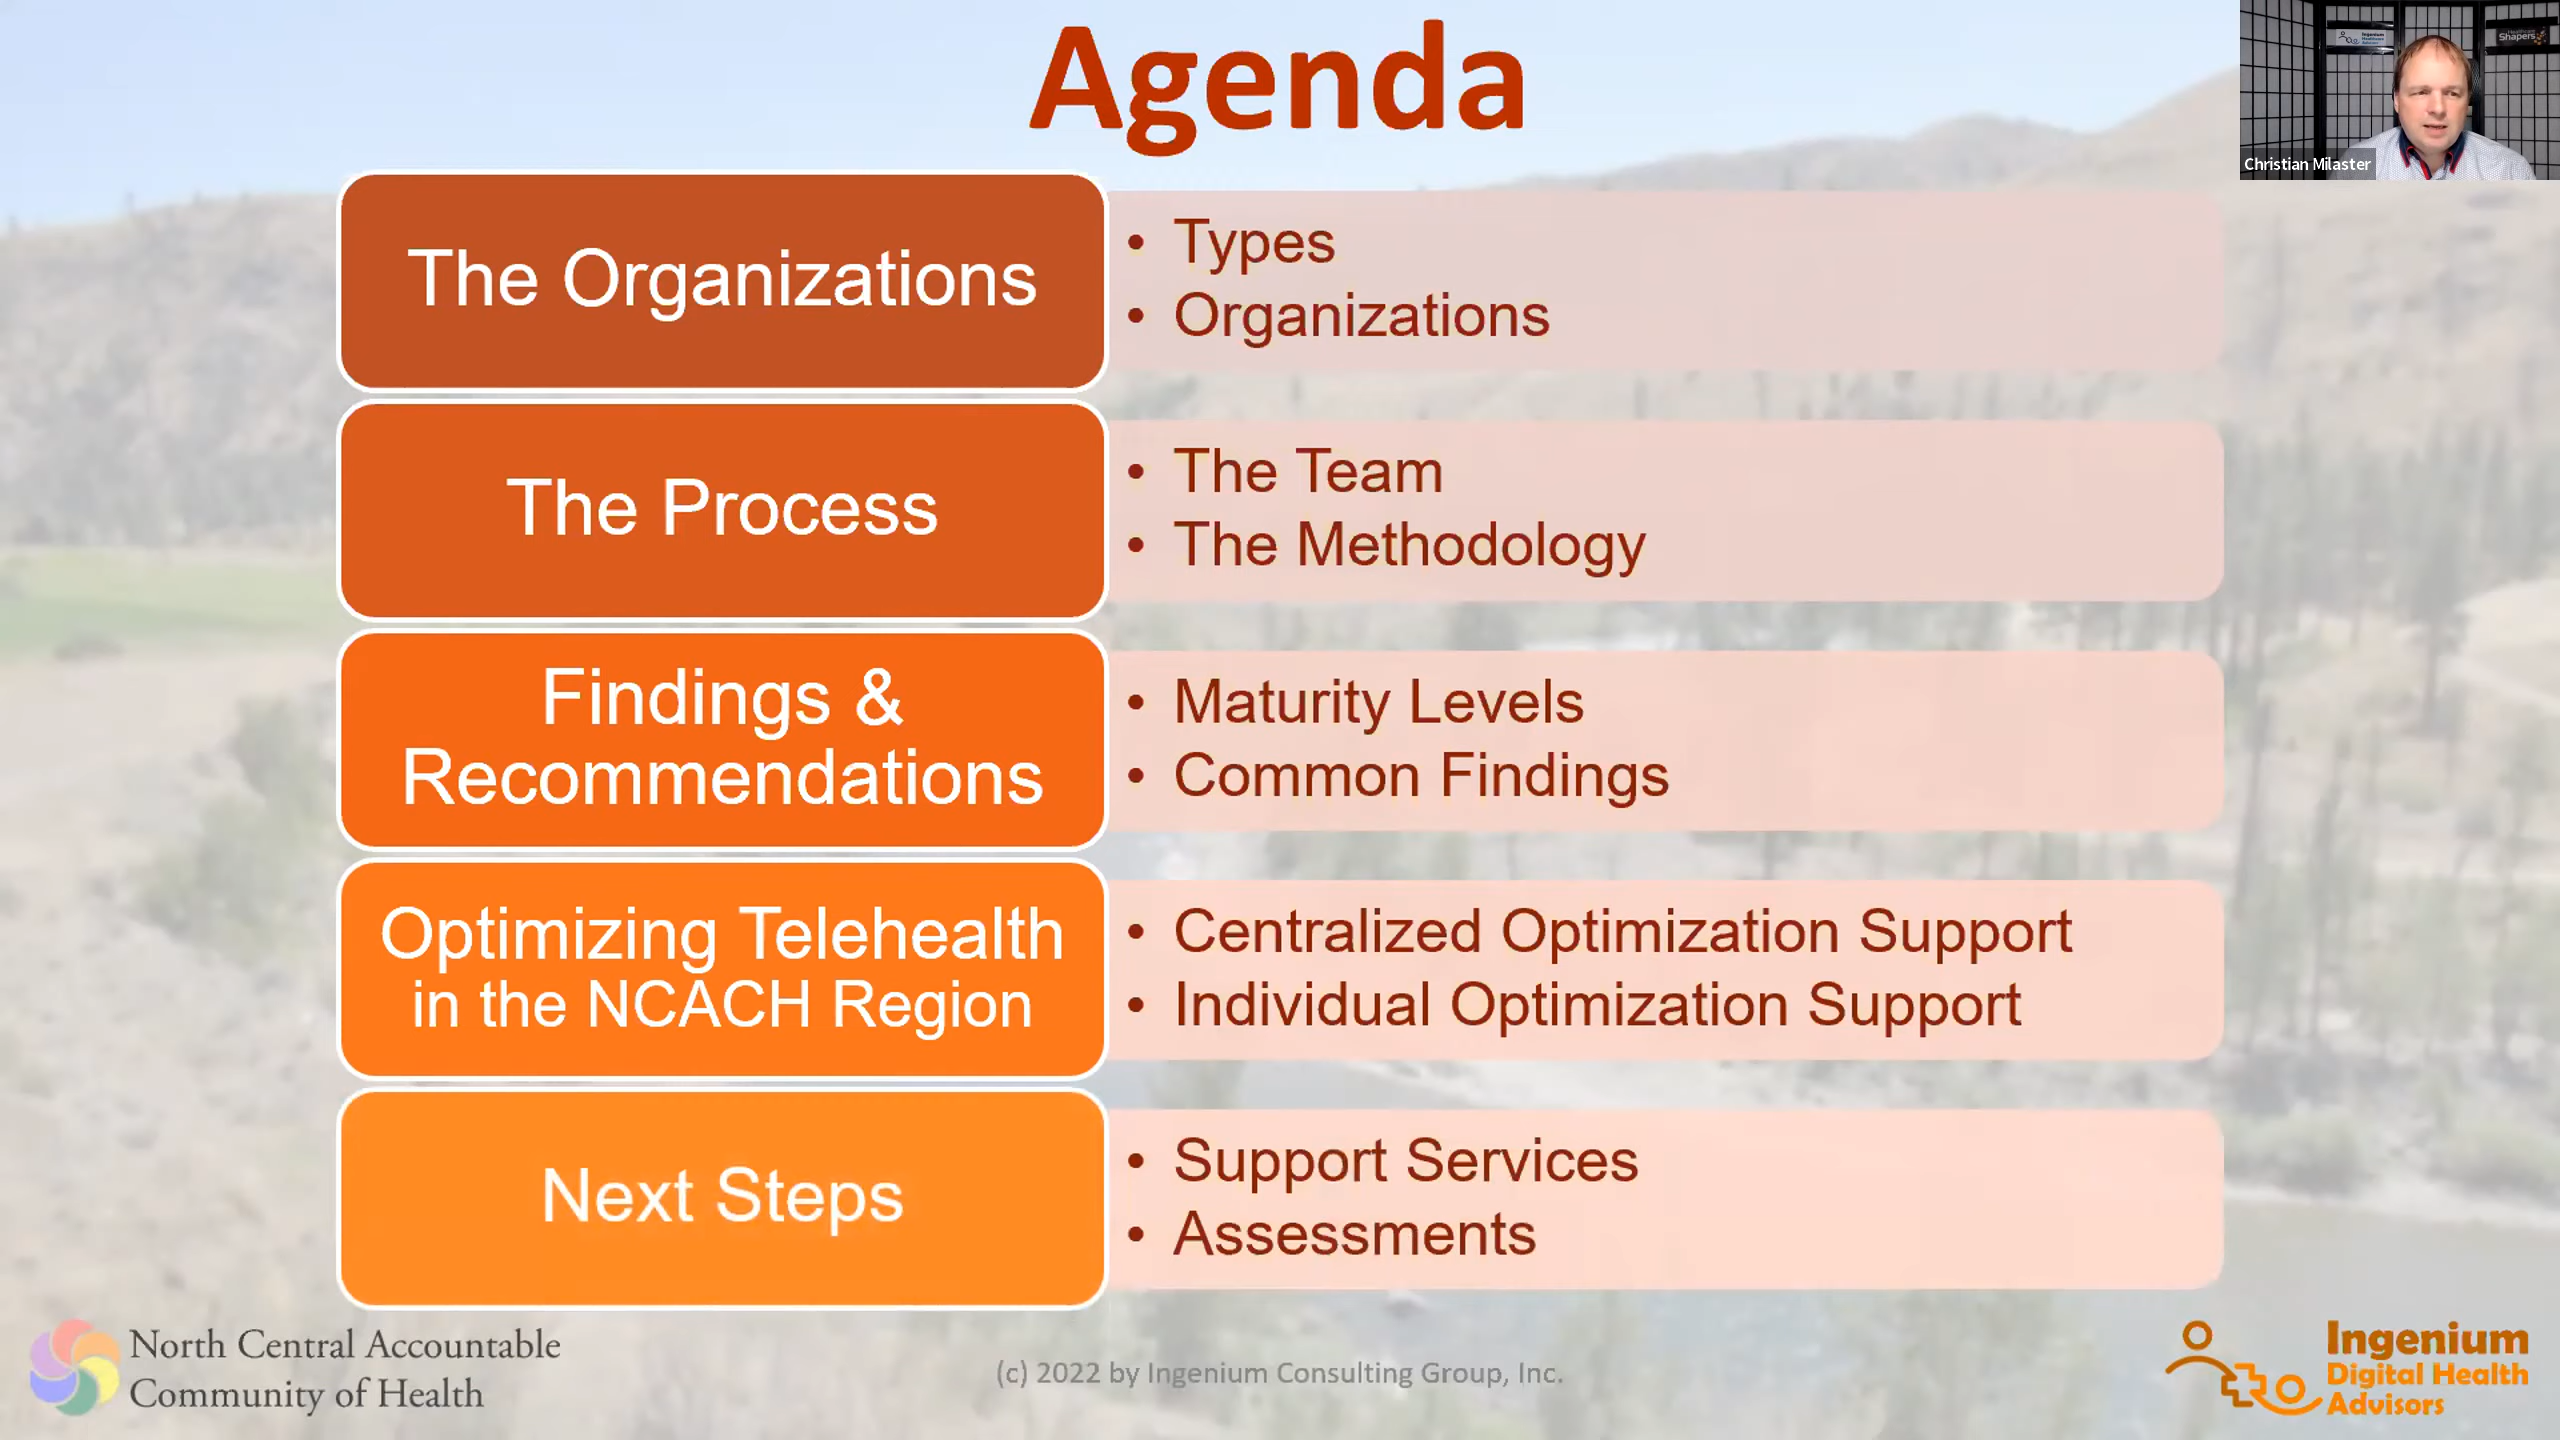 Agenda
The Organizations
• Types
• Organizations
The Process
• The Team
• The Methodology
Findings &
Recommendations
• Maturity Levels
• Common Findings
Optimizing Telehealth
in the NCACH Region
• Centralized Optimization Support
• Individual Optimization Support
Next Steps
• Support Services
• Assessments
Christian Milaster
Ingenium
Shapers
North Central Accountable
Community of Health
(c) 2022 by Ingenium Consulting Group, Inc.
Ingenium
Digital Health
Advisors